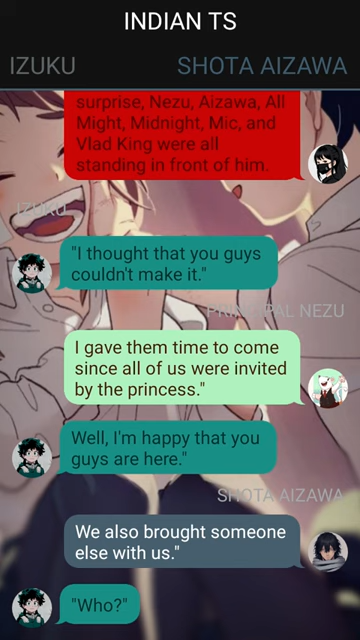 INDIAN TS
IZUKU
SHOTA AIZAWA
surprise, Nezu, Aizawa, All
Might, Midnight, Mic, and
Vlad King were all
standing in front of him.
IZUKU
"I thought that you guys
couldn't make it."
PRINCIPAL NEZU
I gave them time to come
since all of us were invited
by the princess."
Well, I'm happy that you
guys are here."
SHOTA AIZAWA
We also brought someone
else with us."
"Who?"